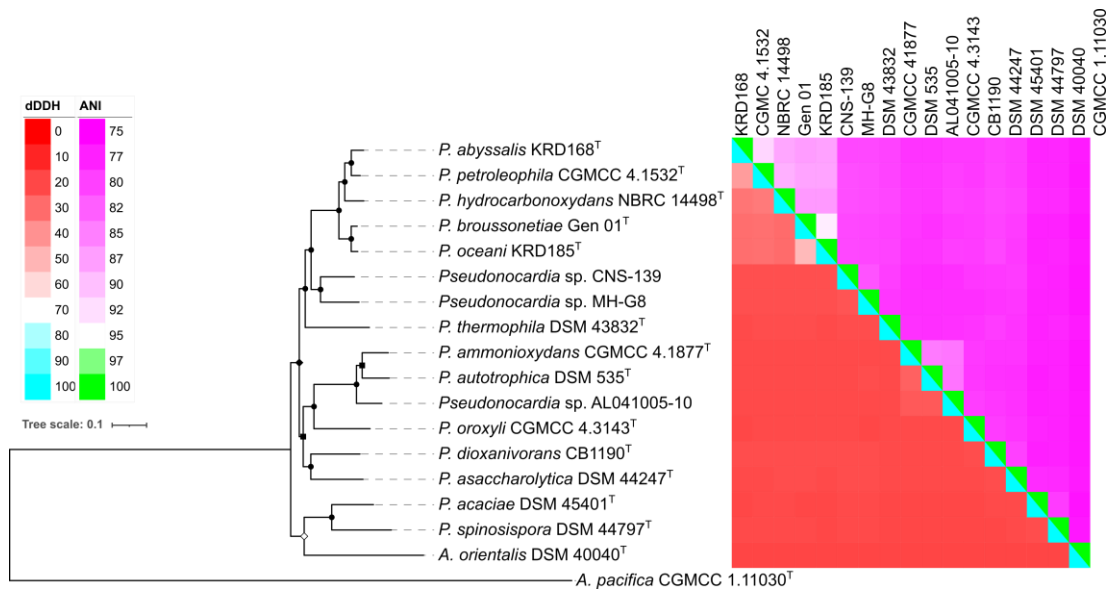 KRD168
CGMC 4.1532
NBRC 14498
Gen 01
KRD185
CNS-139
MH-G8
DSM 43832
CGMCC 41877
DSM 535
AL041005-10
CGMCC 4.3143
CB1190
DSM 44247
DSM 45401
DSM 44797
DSM 40040
CGMCC 1.11030
dDDH ANI
0 75
10 77
20 80
30 82
40 85
50 87
60 90
70 92
80 95
90 97
100 100
Tree scale: 0.1
P. abyssalis KRD168ᵀ
P. petroleophila CGMCC 4.1532ᵀ
P. hydrocarbonoxydans NBRC 14498ᵀ
P. broussonetiae Gen 01ᵀ
P. oceani KRD185ᵀ
Pseudonocardia sp. CNS-139
Pseudonocardia sp. MH-G8
P. thermophila DSM 43832ᵀ
P. ammonioxydans CGMCC 4.1877ᵀ
P. autotrophica DSM 535ᵀ
Pseudonocardia sp. AL041005-10
P. oroxyli CGMCC 4.3143ᵀ
P. dioxanivorans CB1190ᵀ
P. asaccharolytica DSM 44247ᵀ
P. acaciae DSM 45401ᵀ
P. spinosispora DSM 44797ᵀ
A. orientalis DSM 40040ᵀ
A. pacifica CGMCC 1.11030ᵀ